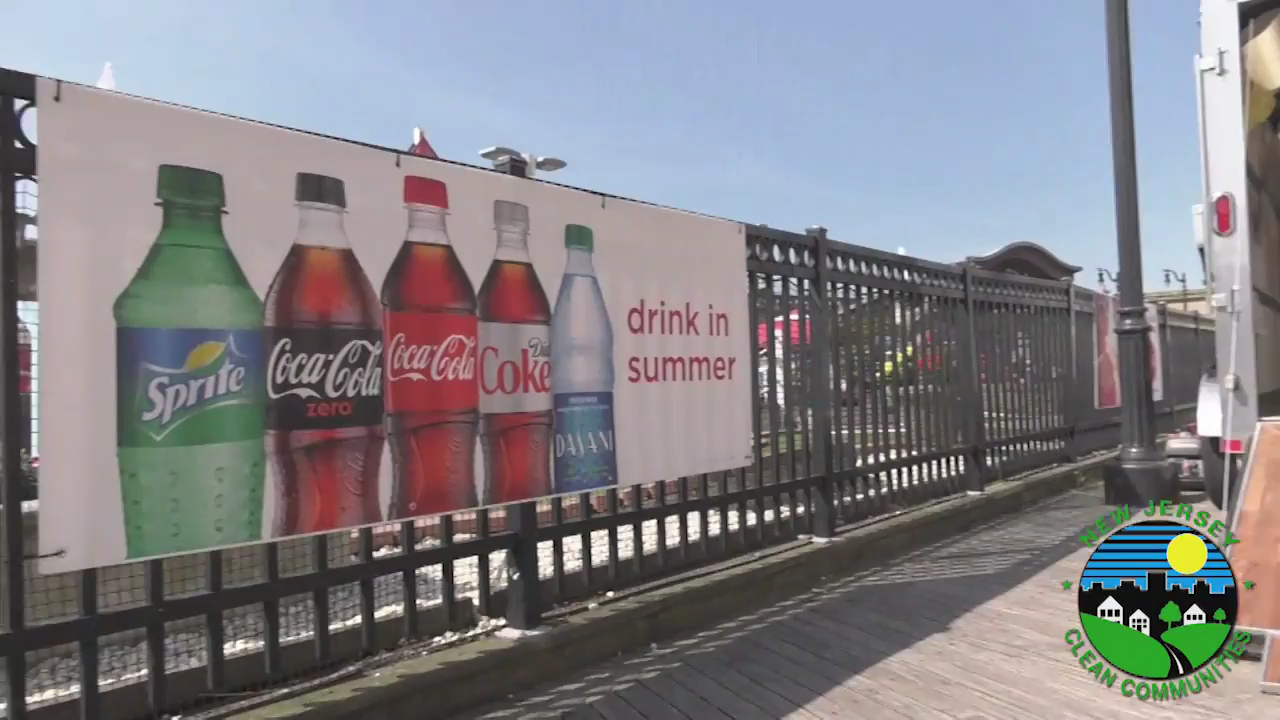 Sprite
Coca-Cola
zero
Coca-Cola
Diet
Coke
DASANI
drink in
summer
NEW JERSEY
CLEAN COMMUNITIES